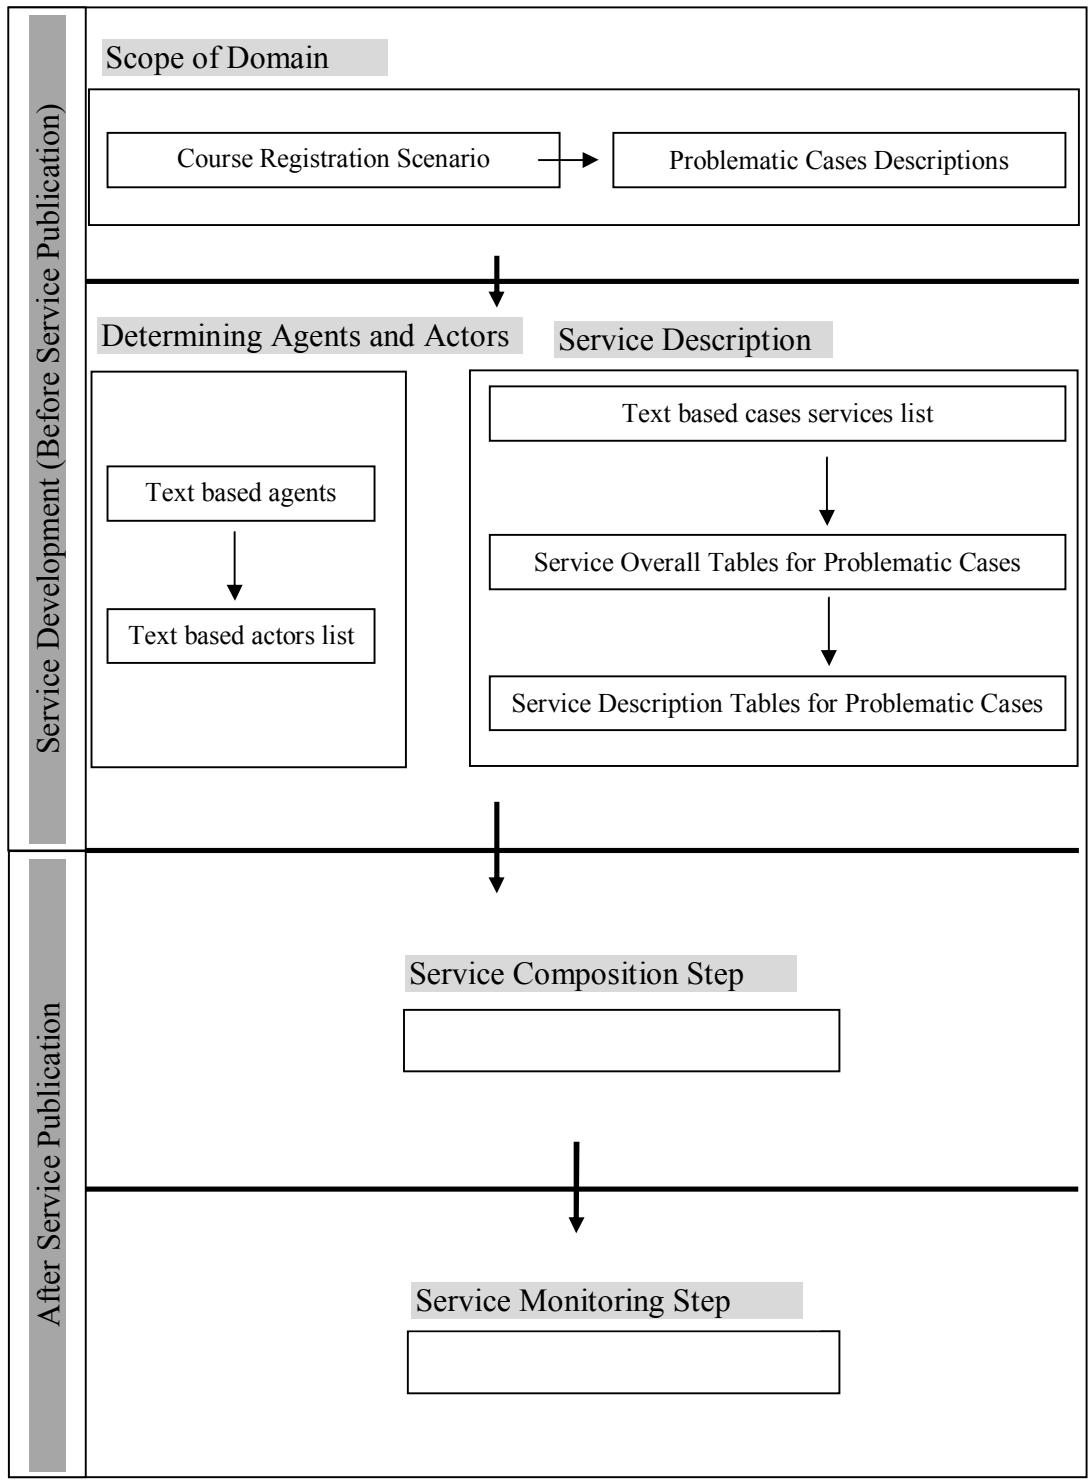 Service Development (Before Service Publication)
Scope of Domain
Course Registration Scenario
Problematic Cases Descriptions
Determining Agents and Actors
Service Description
Text based agents
Text based actors list
Text based cases services list
Service Overall Tables for Problematic Cases
Service Description Tables for Problematic Cases
After Service Publication
Service Composition Step
Service Monitoring Step